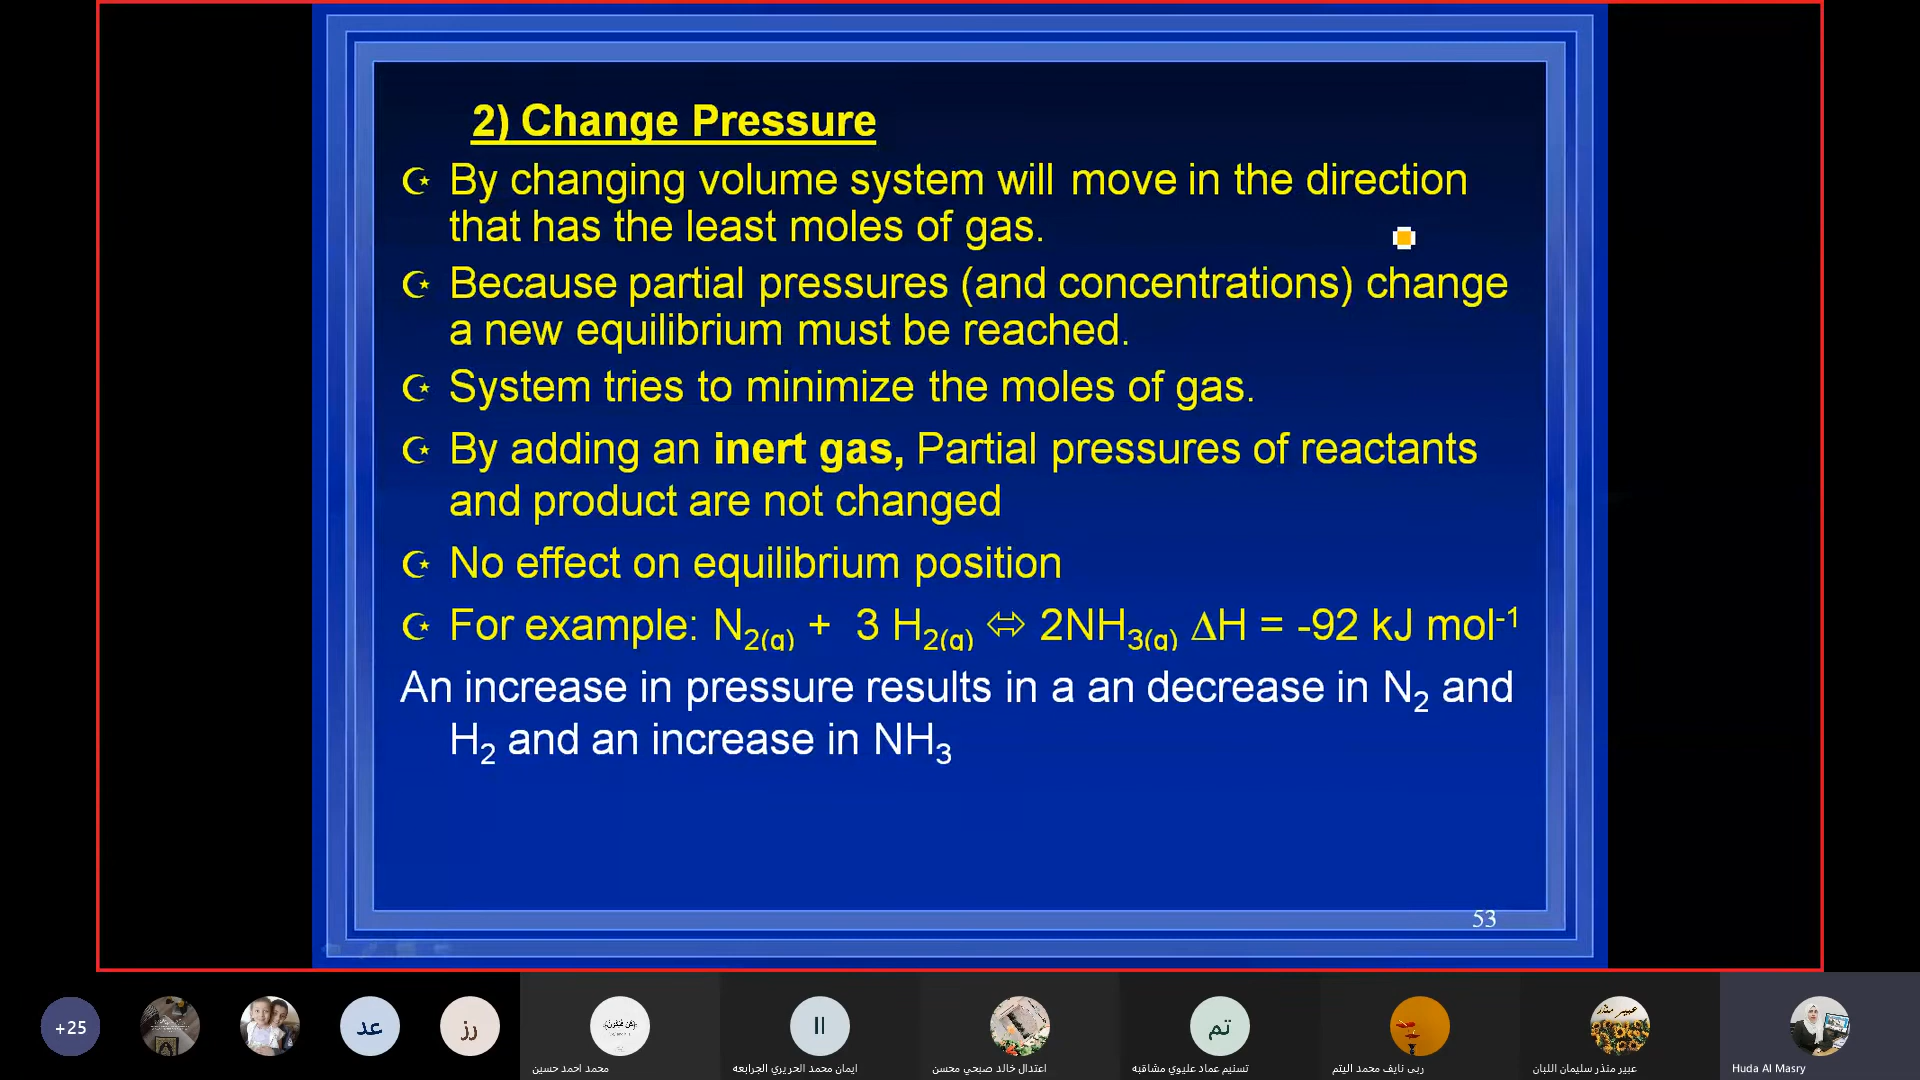 2) Change Pressure
By changing volume system will move in the direction
that has the least moles of gas.
Because partial pressures (and concentrations) change
a new equilibrium must be reached.
System tries to minimize the moles of gas.
By adding an inert gas, Partial pressures of reactants
and product are not changed
No effect on equilibrium position
For example: N2(g) + 3 H2(g) ⬄ 2NH3(g) ΔH = -92 kJ mol-1
An increase in pressure results in a an decrease in N2 and
H2 and an increase in NH3
53
+25
عد
رز
اا
تم
محمد احمد حسين
ايمان محمد الحريري الجرابعه
اعتدال خالد صبحي محسن
تسنيم عماد عليوي مشاقبه
ربى نايف محمد اليتم
عبير منذر سليمان اللبان
Huda Al Masry